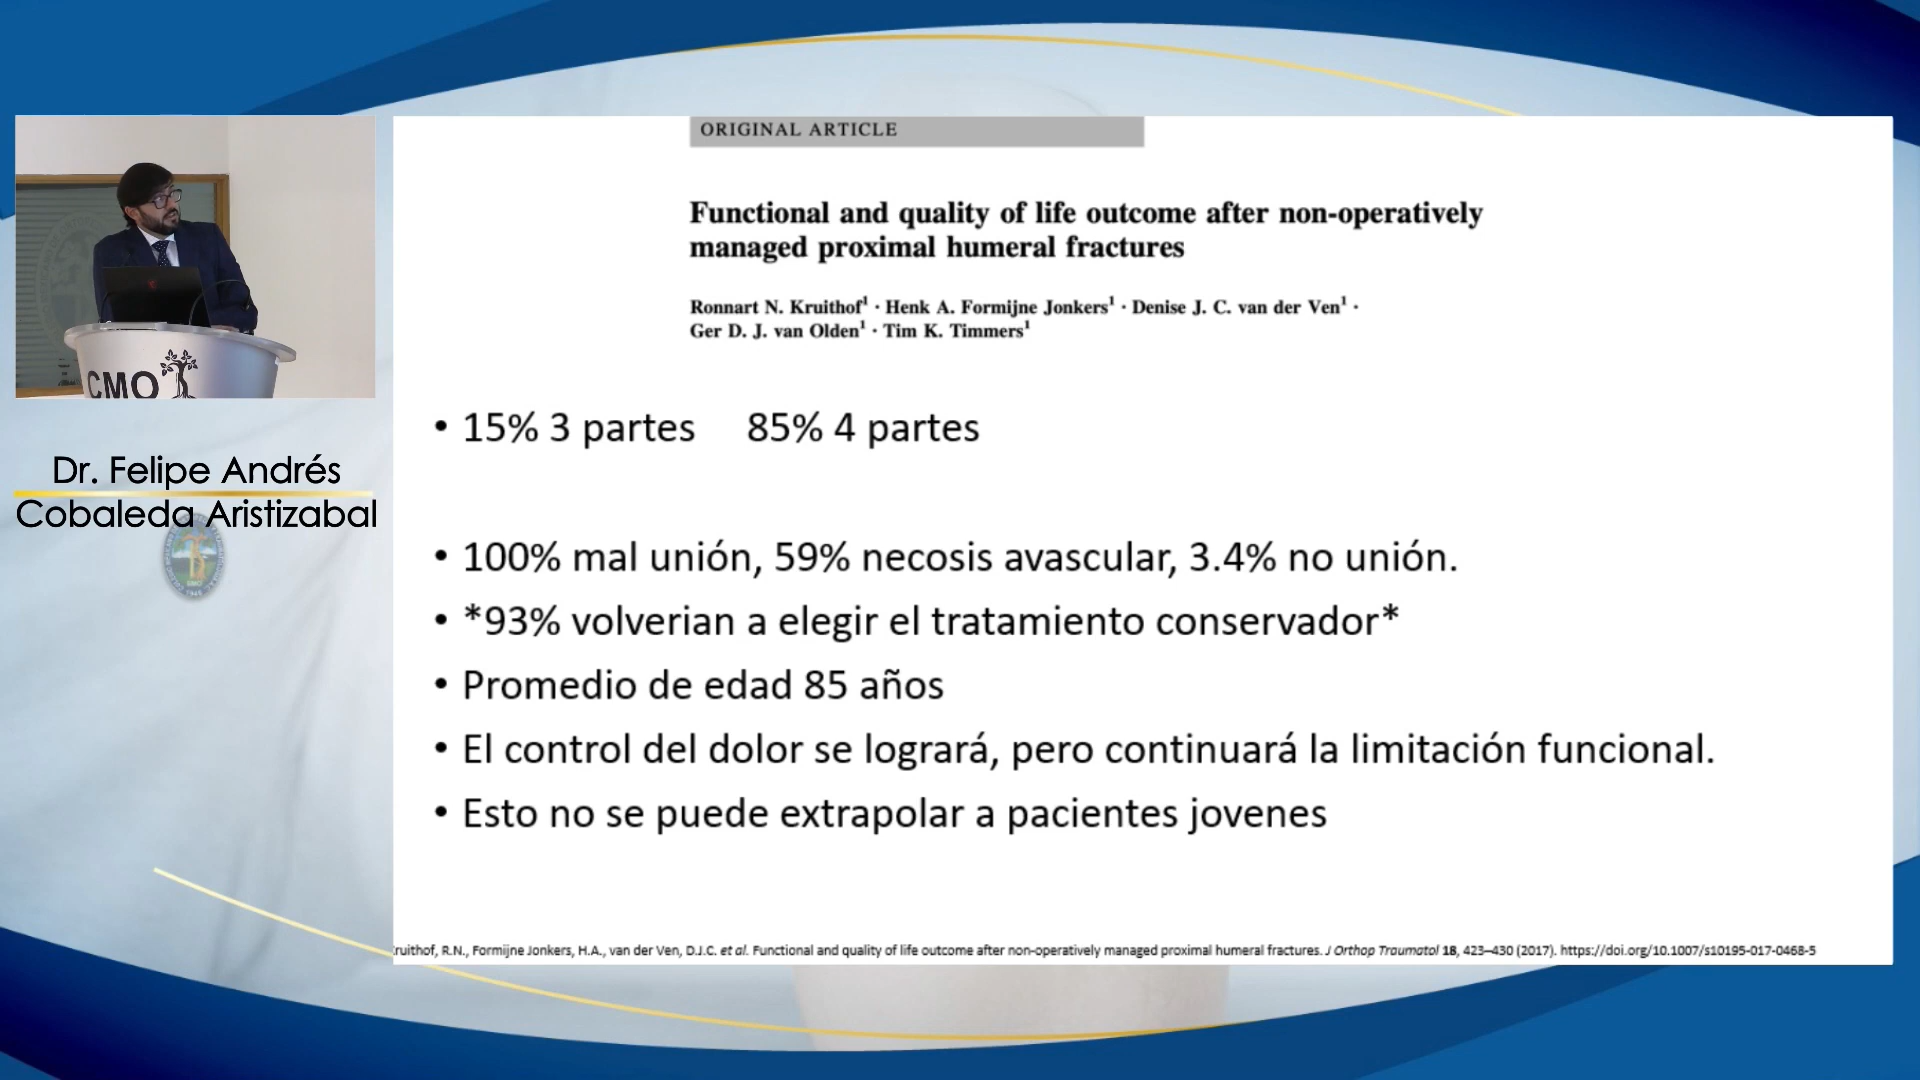 ORIGINAL ARTICLE
Functional and quality of life outcome after non-operatively
managed proximal humeral fractures
Ronnart N. Kruithof1 · Henk A. Formijne Jonkers1 · Denise J. C. van der Ven1 ·
Ger D. J. van Olden1 · Tim K. Timmers1
CMO
Dr. Felipe Andrés
Cobaleda Aristizabal
• 15% 3 partes 85% 4 partes
• 100% mal unión, 59% necosis avascular, 3.4% no unión.
• *93% volverian a elegir el tratamiento conservador*
• Promedio de edad 85 años
• El control del dolor se logrará, pero continuará la limitación funcional.
• Esto no se puede extrapolar a pacientes jovenes
ruithof, R.N., Formijne Jonkers, H.A., van der Ven, D.J.C. et al. Functional and quality of life outcome after non-operatively managed proximal humeral fractures. J Orthop Traumatol 18, 423–430 (2017). https://doi.org/10.1007/s10195-017-0468-5